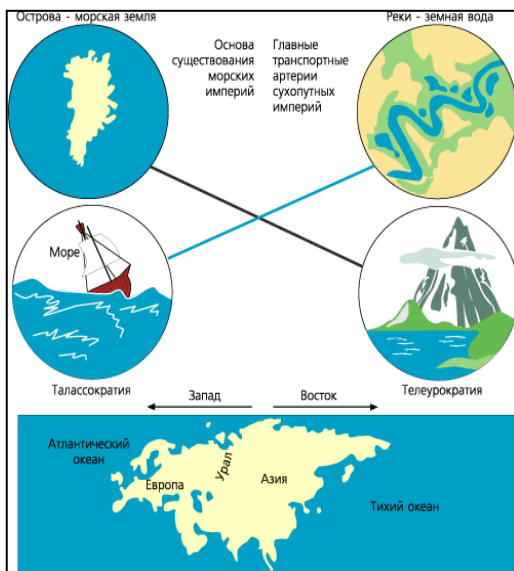 Острова - морская земля
Реки - земная вода
Основа
существования
морских
империй
Главные
транспортные
артерии
сухопутных
империй
Море
Талассократия
Телеурократия
Запад
Восток
Атлантический
океан
Европа
Урал
Азия
Тихий океан